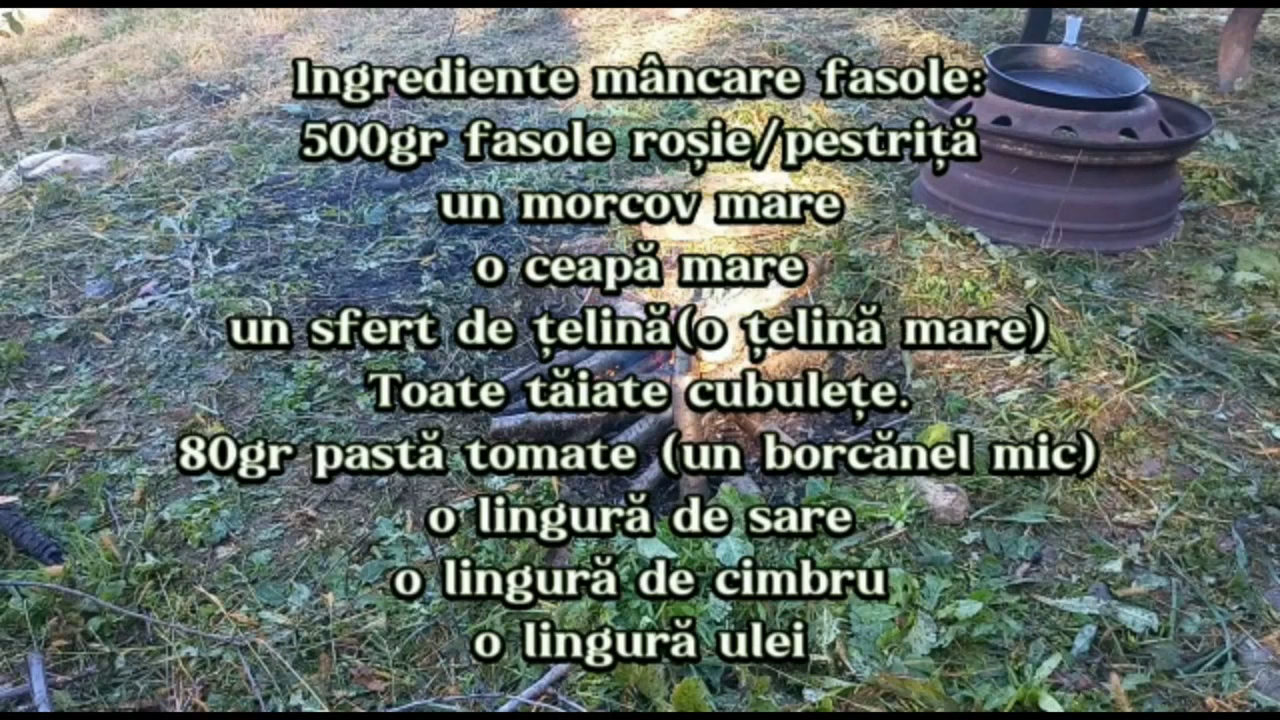 Ingrediente mâncare fasole:
500gr fasole roșie/pestriță
un morcov mare
o ceapă mare
un sfert de țelină(o țelină mare)
Toate tăiate cubulețe.
80gr pastă tomate (un borcănel mic)
o lingură de sare
o lingură de cimbru
o lingură ulei